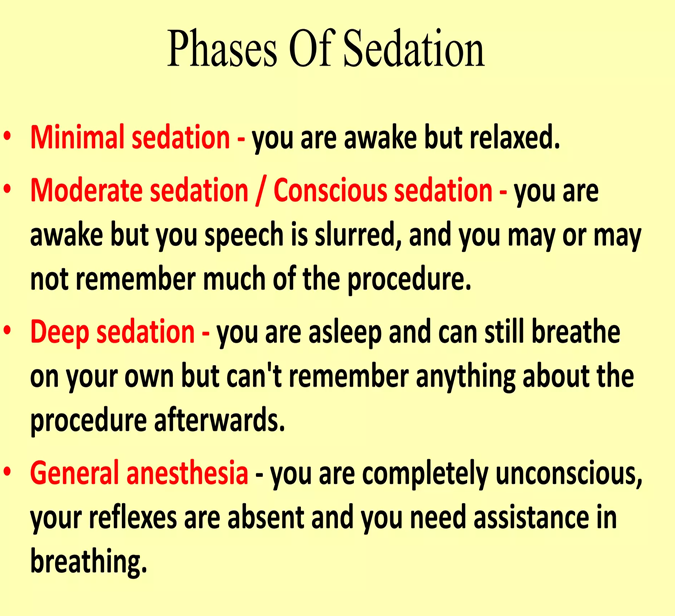 Phases Of Sedation
• Minimal sedation - you are awake but relaxed.
• Moderate sedation / Conscious sedation - you are
awake but you speech is slurred, and you may or may
not remember much of the procedure.
• Deep sedation - you are asleep and can still breathe
on your own but can't remember anything about the
procedure afterwards.
• General anesthesia - you are completely unconscious,
your reflexes are absent and you need assistance in
breathing.